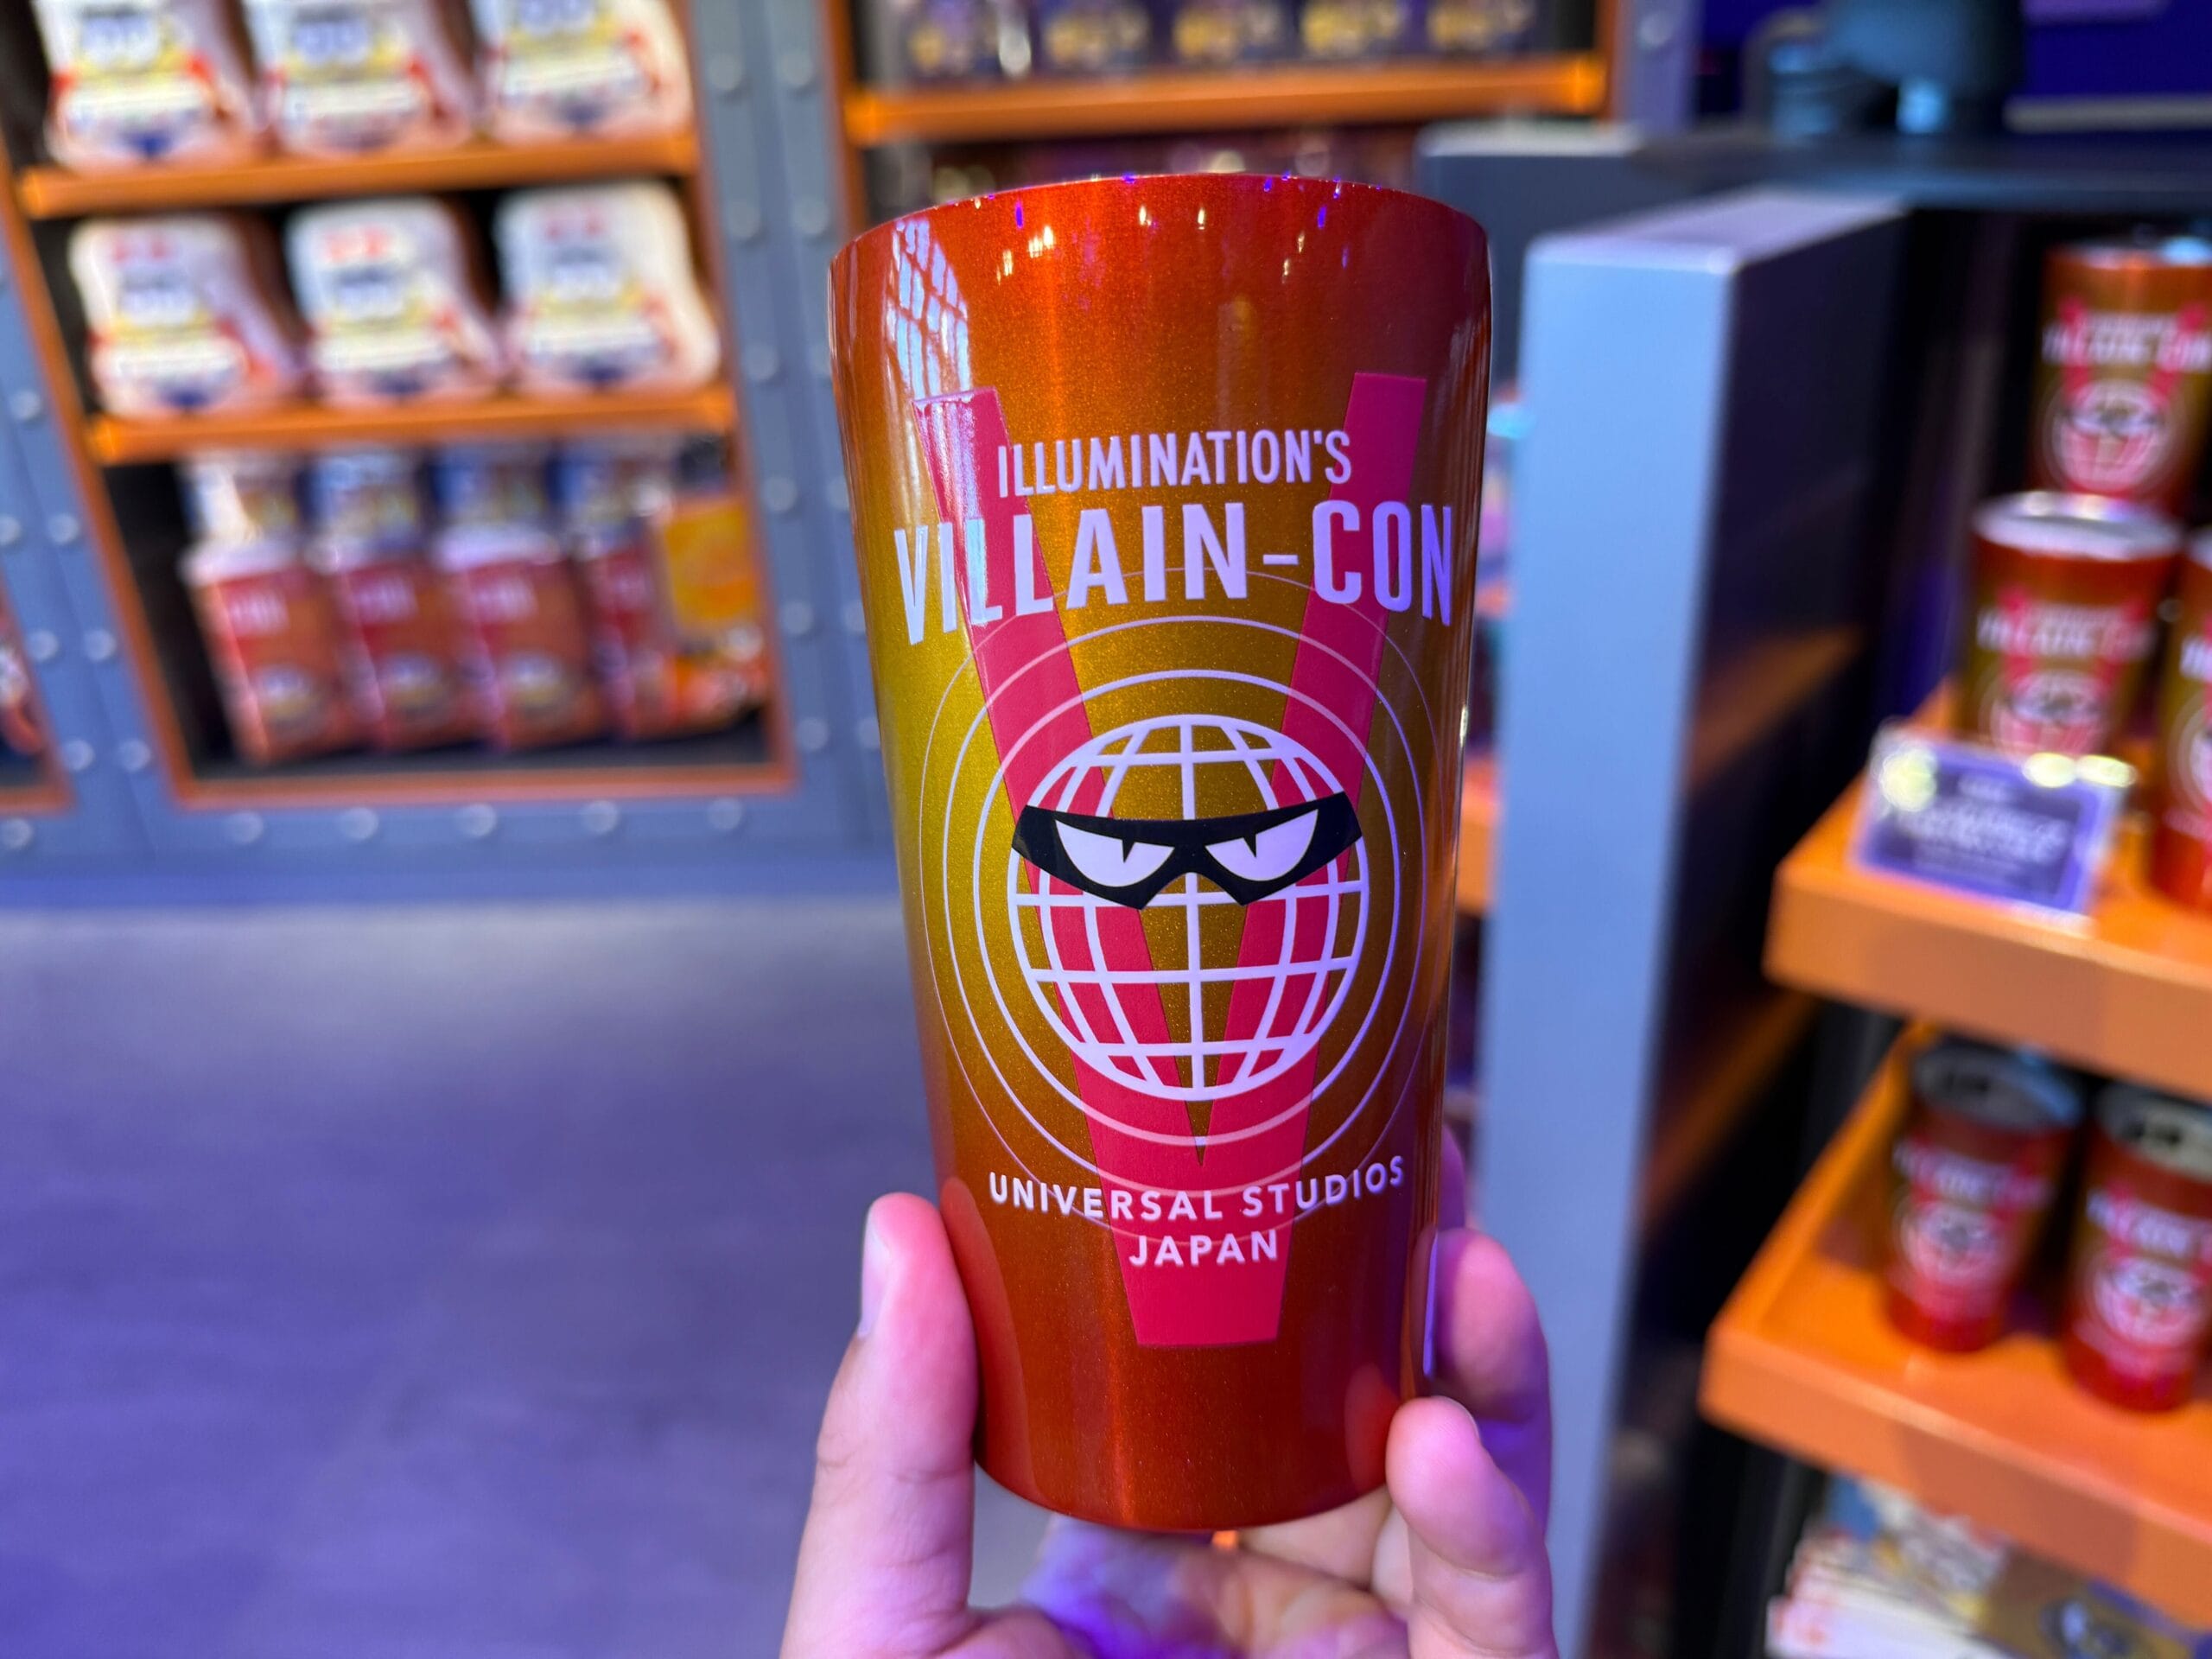 ILLUMINATION'S
VILLAIN-CON
UNIVERSAL STUDIOS
JAPAN